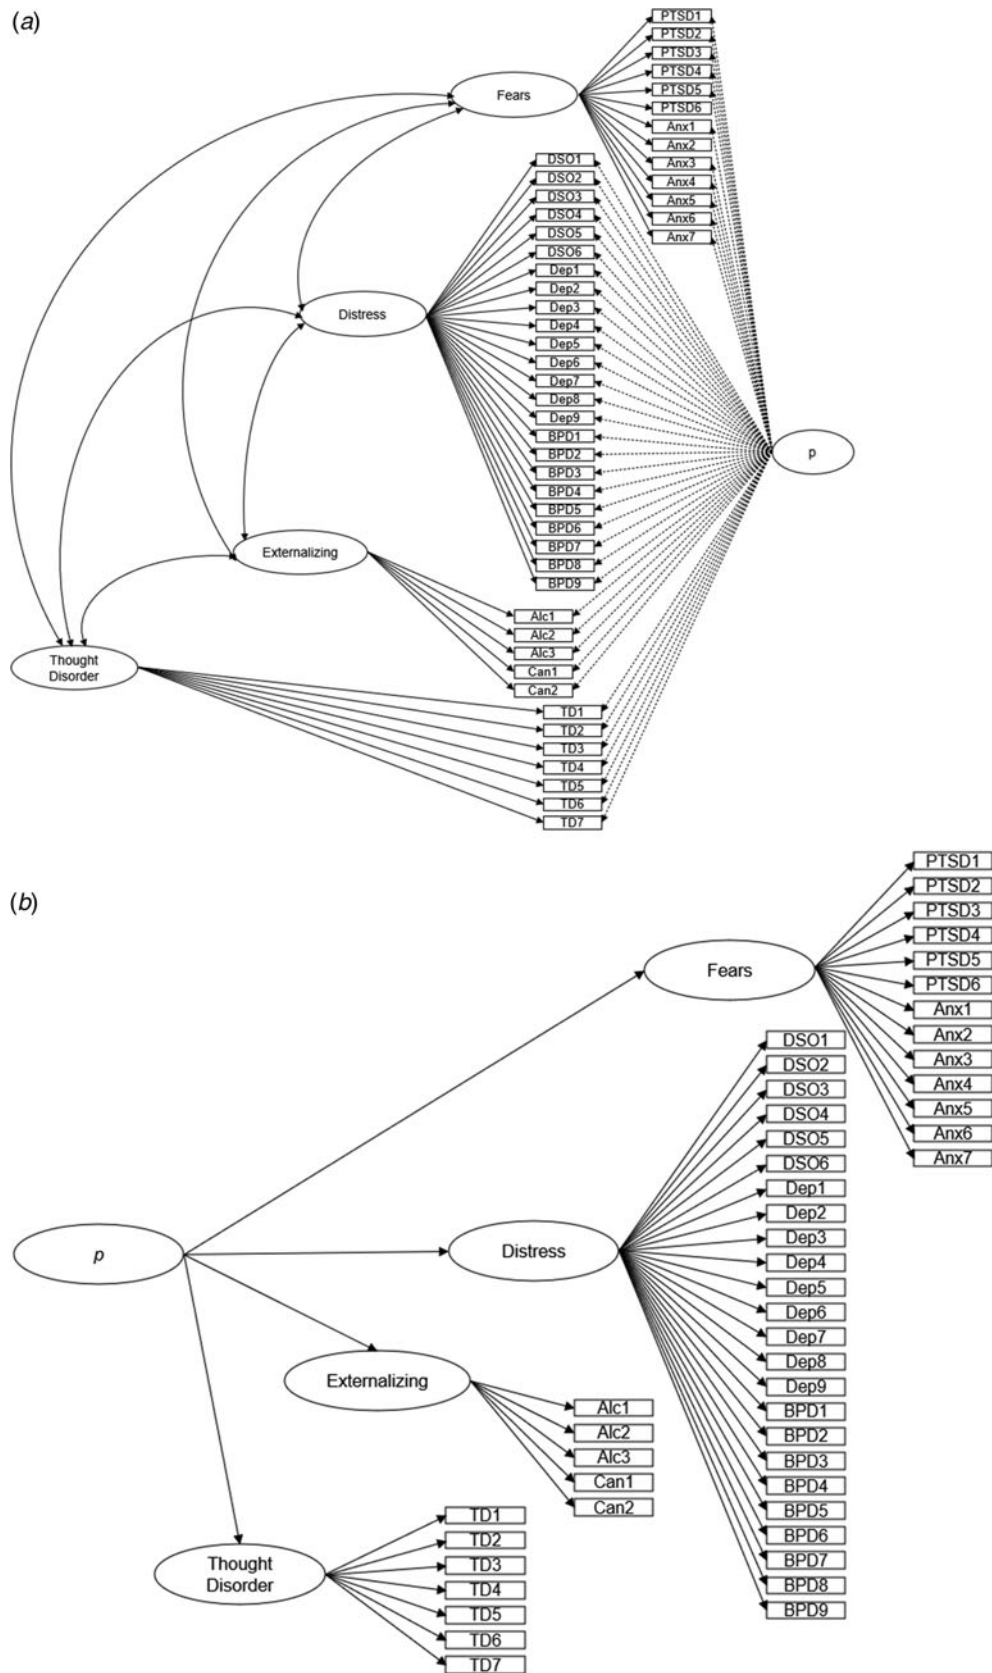 (a)
Fears
PTSD1
PTSD2
PTSD3
PTSD4
PTSD5
PTSD6
Anx1
Anx2
Anx3
Anx4
Anx5
Anx6
Anx7
Distress
DSO1
DSO2
DSO3
DSO4
DSO5
DSO6
Dep1
Dep2
Dep3
Dep4
Dep5
Dep6
Dep7
Dep8
Dep9
BPD1
BPD2
BPD3
BPD4
BPD5
BPD6
BPD7
BPD8
BPD9
p
Externalizing
Alc1
Alc2
Alc3
Can1
Can2
Thought
Disorder
TD1
TD2
TD3
TD4
TD5
TD6
TD7
(b)
Fears
PTSD1
PTSD2
PTSD3
PTSD4
PTSD5
PTSD6
Anx1
Anx2
Anx3
Anx4
Anx5
Anx6
Anx7
p
Distress
DSO1
DSO2
DSO3
DSO4
DSO5
DSO6
Dep1
Dep2
Dep3
Dep4
Dep5
Dep6
Dep7
Dep8
Dep9
BPD1
BPD2
BPD3
BPD4
BPD5
BPD6
BPD7
BPD8
BPD9
Externalizing
Alc1
Alc2
Alc3
Can1
Can2
Thought
Disorder
TD1
TD2
TD3
TD4
TD5
TD6
TD7